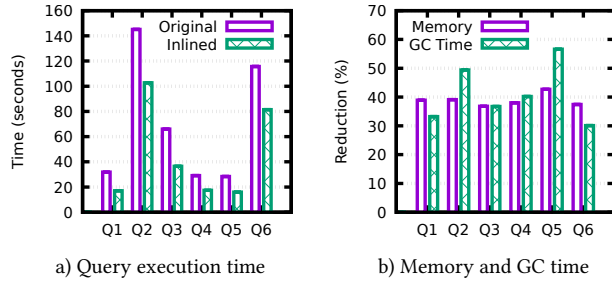 Time (seconds)
160
140
120
100
80
60
40
20
0
Original
Inlined
Q1 Q2 Q3 Q4 Q5 Q6
a) Query execution time
Reduction (%)
70
60
50
40
30
20
10
0
Memory
GC Time
Q1 Q2 Q3 Q4 Q5 Q6
b) Memory and GC time